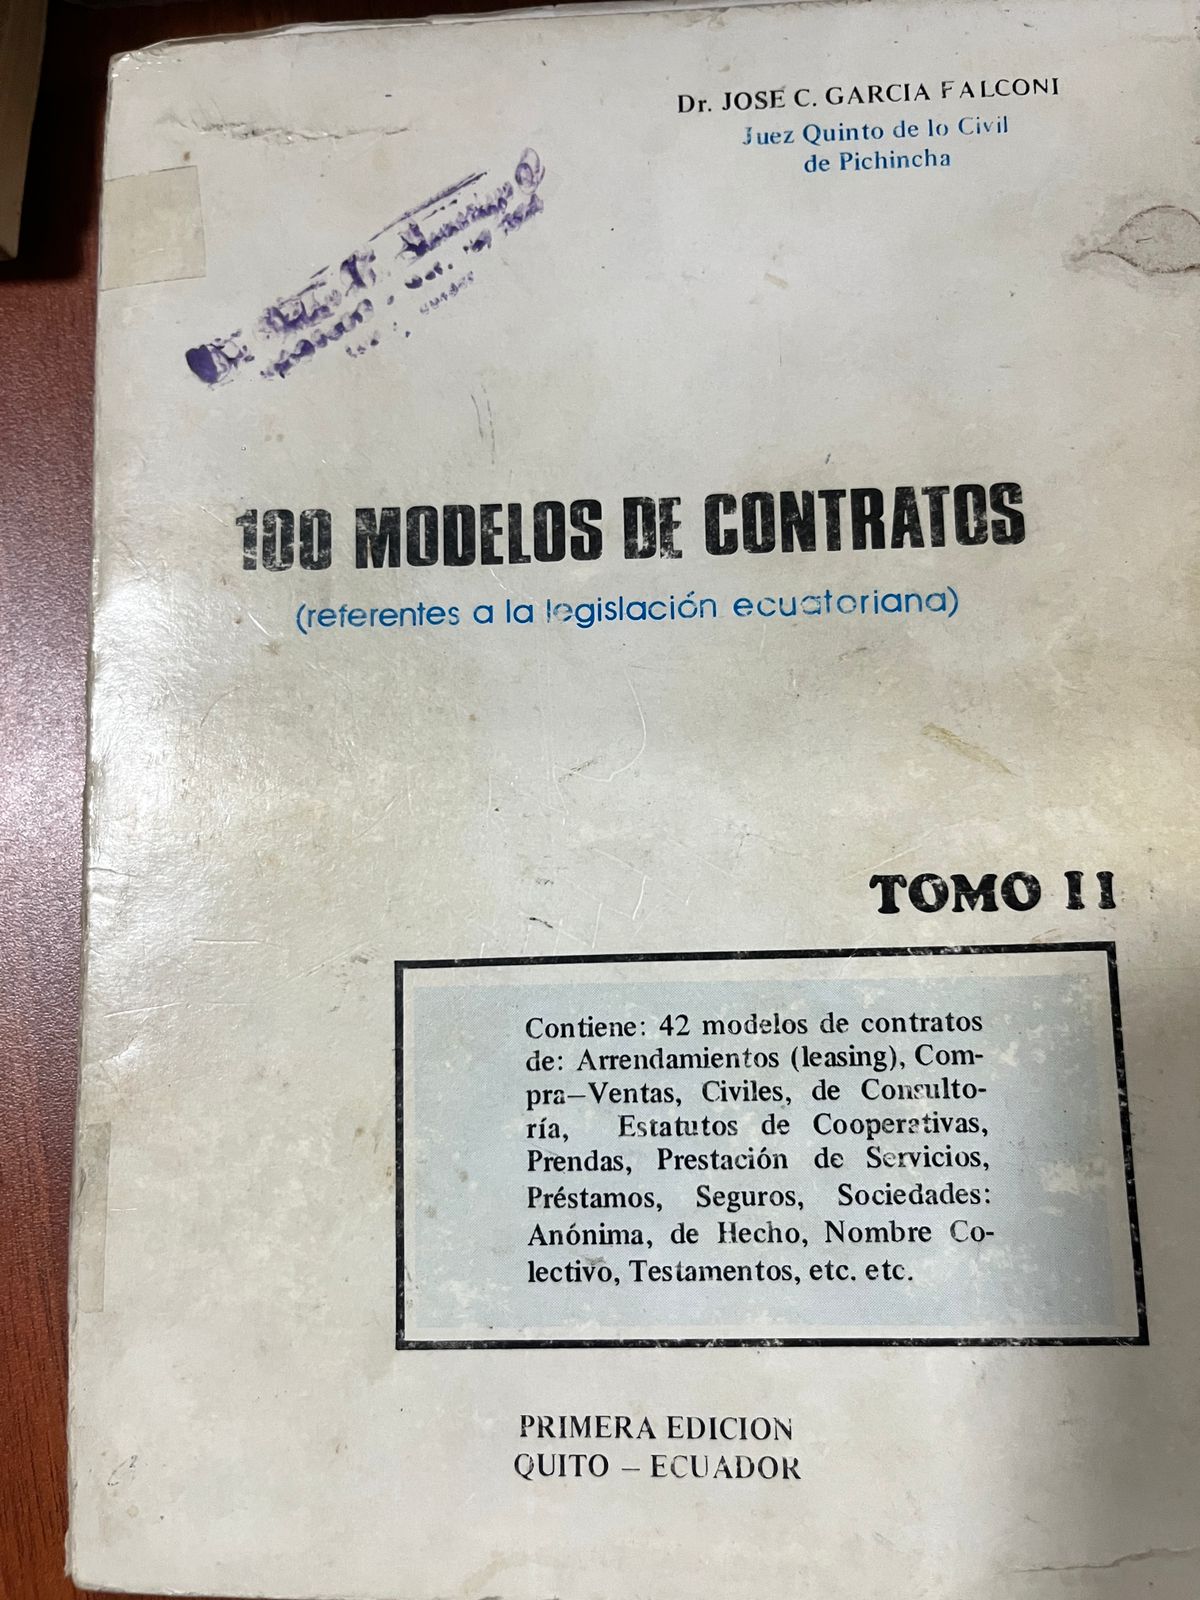 Dr. JOSE C. GARCIA FALCONI
Juez Quinto de lo Civil
de Pichincha
100 MODELOS DE CONTRATOS
(referentes a la legislación ecuatoriana)
TOMO II
Contiene: 42 modelos de contratos
de: Arrendamientos (leasing), Com-
pra—Ventas, Civiles, de Consulto-
ría, Estatutos de Cooperativas,
Prendas, Prestación de Servicios,
Préstamos, Seguros, Sociedades:
Anónima, de Hecho, Nombre Co-
lectivo, Testamentos, etc. etc.
PRIMERA EDICION
QUITO — ECUADOR